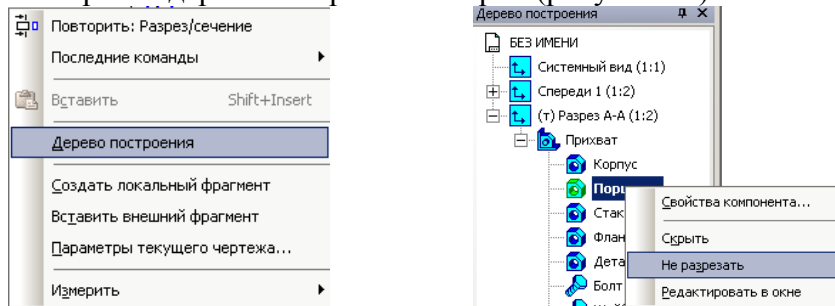 Повторить: Разрез/сечение
Последние команды
Вставить Shift+Insert
Дерево построения
Создать локальный фрагмент
Вставить внешний фрагмент
Параметры текущего чертежа...
Измерить
Дерево построения
БЕЗ ИМЕНИ
Системный вид (1:1)
Спереди 1 (1:2)
(т) Разрез А-А (1:2)
Прихват
Корпус
Свойства компонента...
Скрыть
Не разрезать
Болт
Редактировать в окне